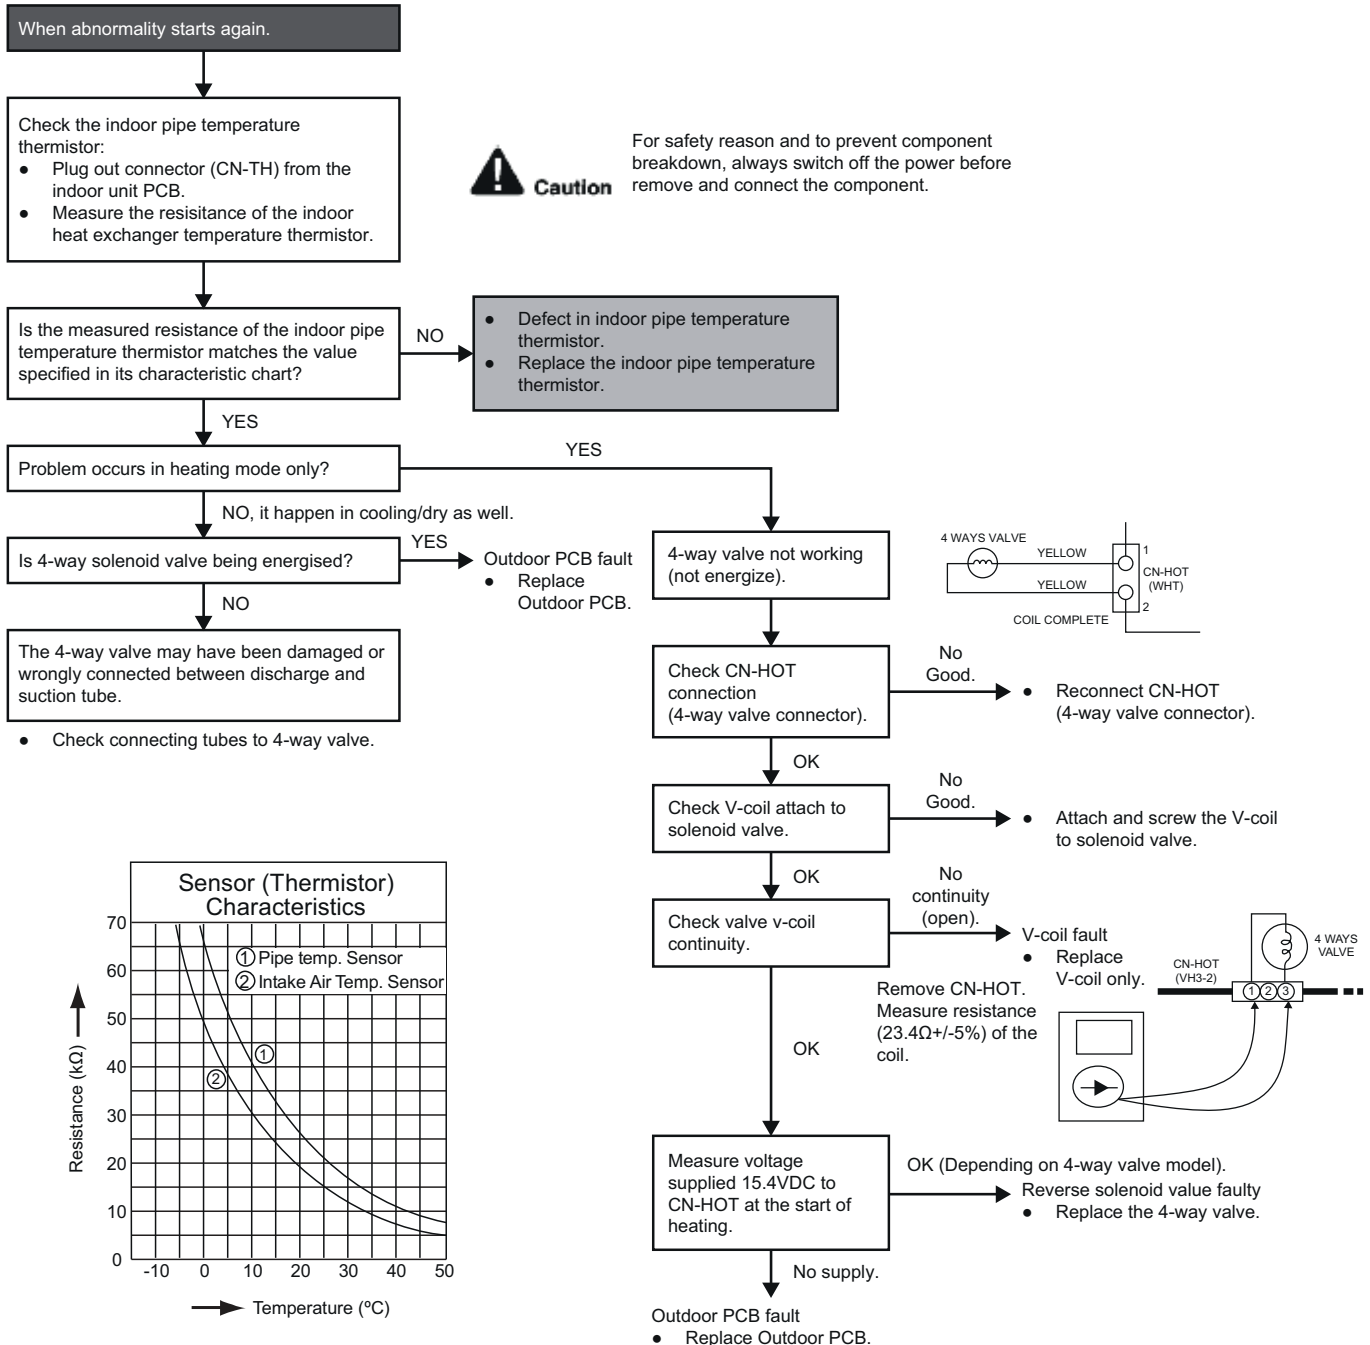 When abnormality starts again.
Check the indoor pipe temperature
thermistor:
● Plug out connector (CN-TH) from the
indoor unit PCB.
● Measure the resisitance of the indoor
heat exchanger temperature thermistor.
Caution
For safety reason and to prevent component
breakdown, always switch off the power before
remove and connect the component.
Is the measured resistance of the indoor pipe
temperature thermistor matches the value
specified in its characteristic chart?
NO
● Defect in indoor pipe temperature
thermistor.
● Replace the indoor pipe temperature
thermistor.
YES
Problem occurs in heating mode only?
YES
NO, it happen in cooling/dry as well.
Is 4-way solenoid valve being energised?
YES
Outdoor PCB fault
● Replace
Outdoor PCB.
NO
The 4-way valve may have been damaged or
wrongly connected between discharge and
suction tube.
● Check connecting tubes to 4-way valve.
4-way valve not working
(not energize).
4 WAYS VALVE
YELLOW
YELLOW
1
CN-HOT
(WHT)
2
COIL COMPLETE
Check CN-HOT
connection
(4-way valve connector).
No
Good.
● Reconnect CN-HOT
(4-way valve connector).
OK
Check V-coil attach to
solenoid valve.
No
Good.
● Attach and screw the V-coil
to solenoid valve.
OK
Check valve v-coil
continuity.
No
continuity
(open).
V-coil fault
● Replace
V-coil only.
Remove CN-HOT.
Measure resistance
(23.4Ω+/-5%) of the
coil.
CN-HOT
(VH3-2)
4 WAYS
VALVE
① ② ③
OK
Measure voltage
supplied 15.4VDC to
CN-HOT at the start of
heating.
OK (Depending on 4-way valve model).
Reverse solenoid value faulty
● Replace the 4-way valve.
No supply.
Outdoor PCB fault
● Replace Outdoor PCB.
Sensor (Thermistor)
Characteristics
① Pipe temp. Sensor
② Intake Air Temp. Sensor
①
②
Resistance (kΩ)
70
60
50
40
30
20
10
0
-10 0 10 20 30 40 50
Temperature (ºC)